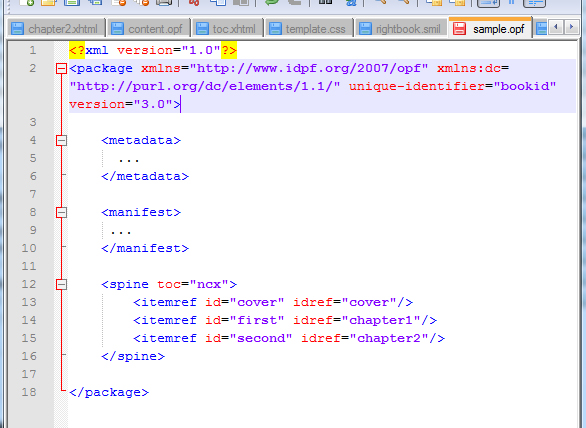 chapter2.xhtml content.opf toc.xhtml template.css rightbook.smil sample.opf
1 <?xml version="1.0"?>
2 <package xmlns="http://www.idpf.org/2007/opf" xmlns:dc=
"http://purl.org/dc/elements/1.1/" unique-identifier="bookid"
version="3.0">
3
4 <metadata>
5 ...
6 </metadata>
7
8 <manifest>
9 ...
10 </manifest>
11
12 <spine toc="ncx">
13 <itemref id="cover" idref="cover"/>
14 <itemref id="first" idref="chapter1"/>
15 <itemref id="second" idref="chapter2"/>
16 </spine>
17
18 </package>